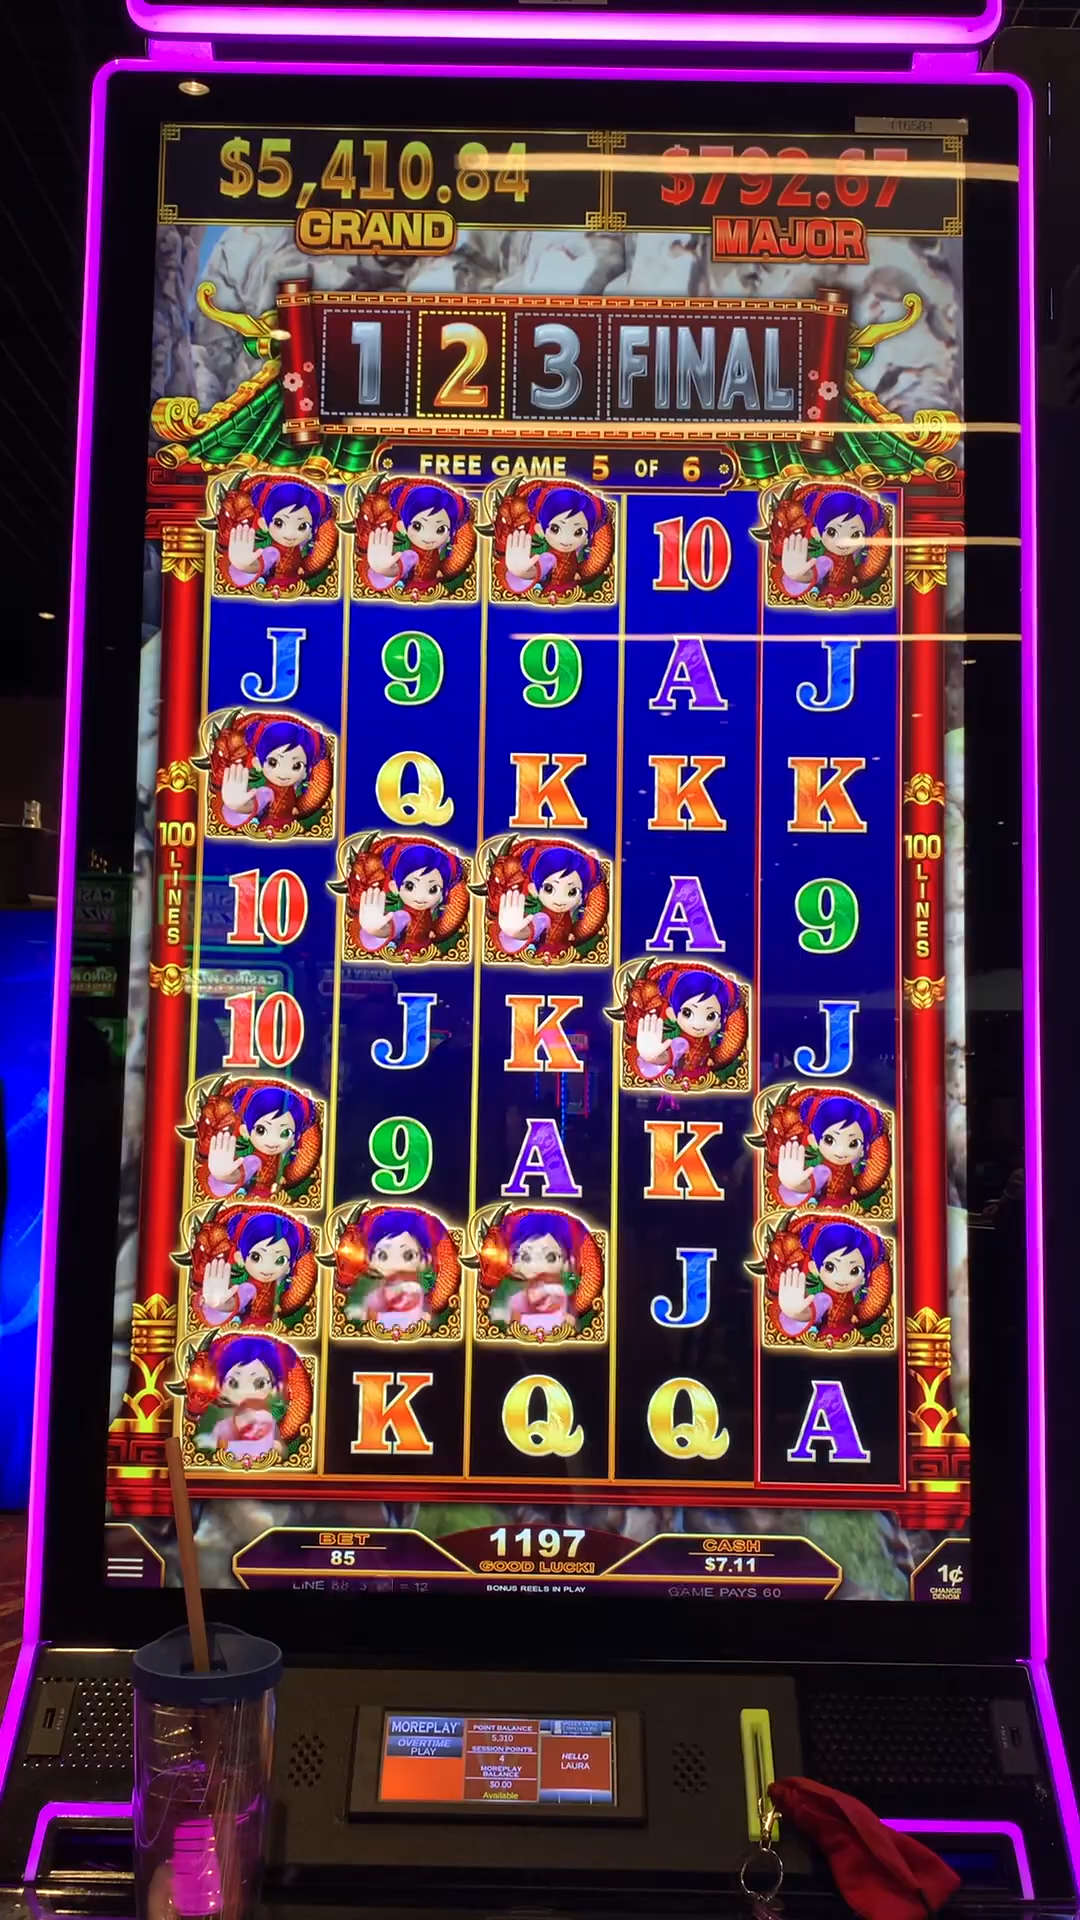 116581
$5,410.84 $792.67
GRAND MAJOR
1 2 3 FINAL
FREE GAME 5 OF 6
10
J 9 9 A J
Q K K K
10 A 9
10 J K J
9 A K
J
K Q Q A
100 LINES
100 LINES
BET
85
1197
GOOD LUCK!
CASH
$7.11
1¢
CHANGE
DENOM
BONUS REELS IN PLAY
GAME PAYS 60
MOREPLAY
OVERTIME
PLAY
POINT BALANCE
5,310
SESSION POINTS
4
MOREPLAY
BALANCE
$0.00
Available
HELLO
LAURA